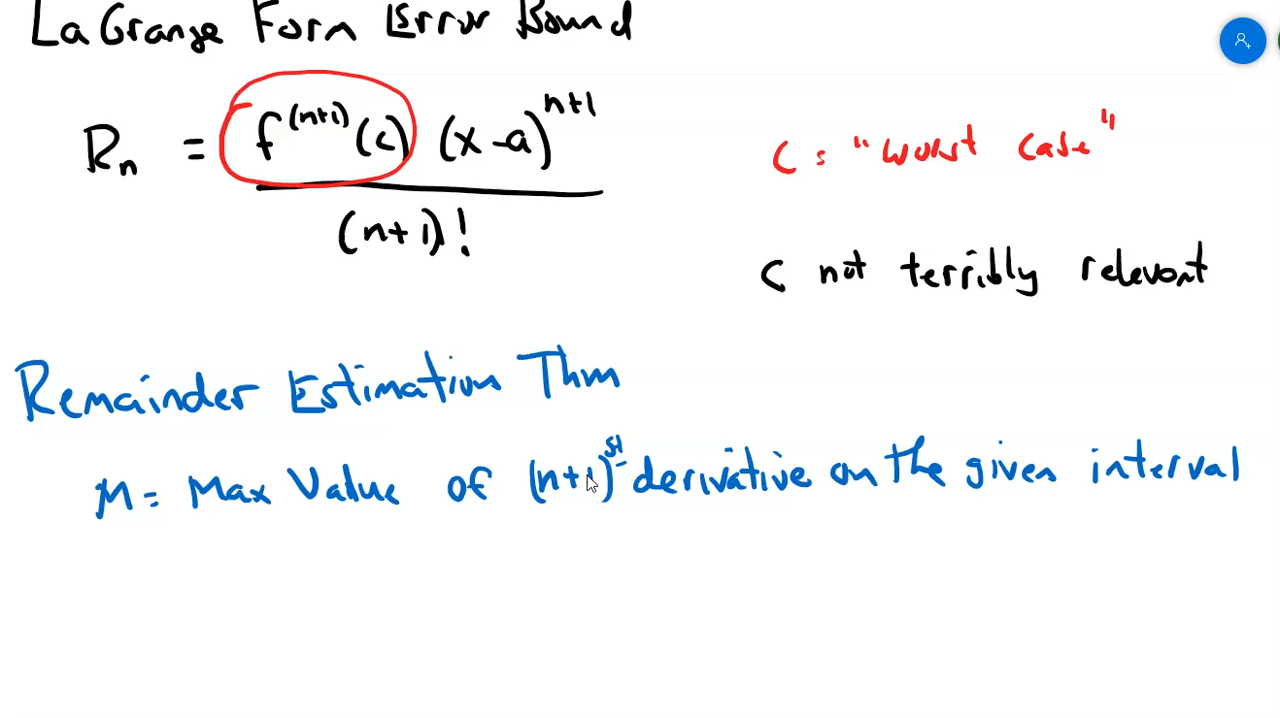 LaGrange Form Error Bound
Rn = f^(n+1)(c) (x-a)^n+1
(n+1)!
c = "worst case"
c not terribly relevant
Remainder Estimation Thm
M = Max Value of (n+1)^st derivative on the given interval